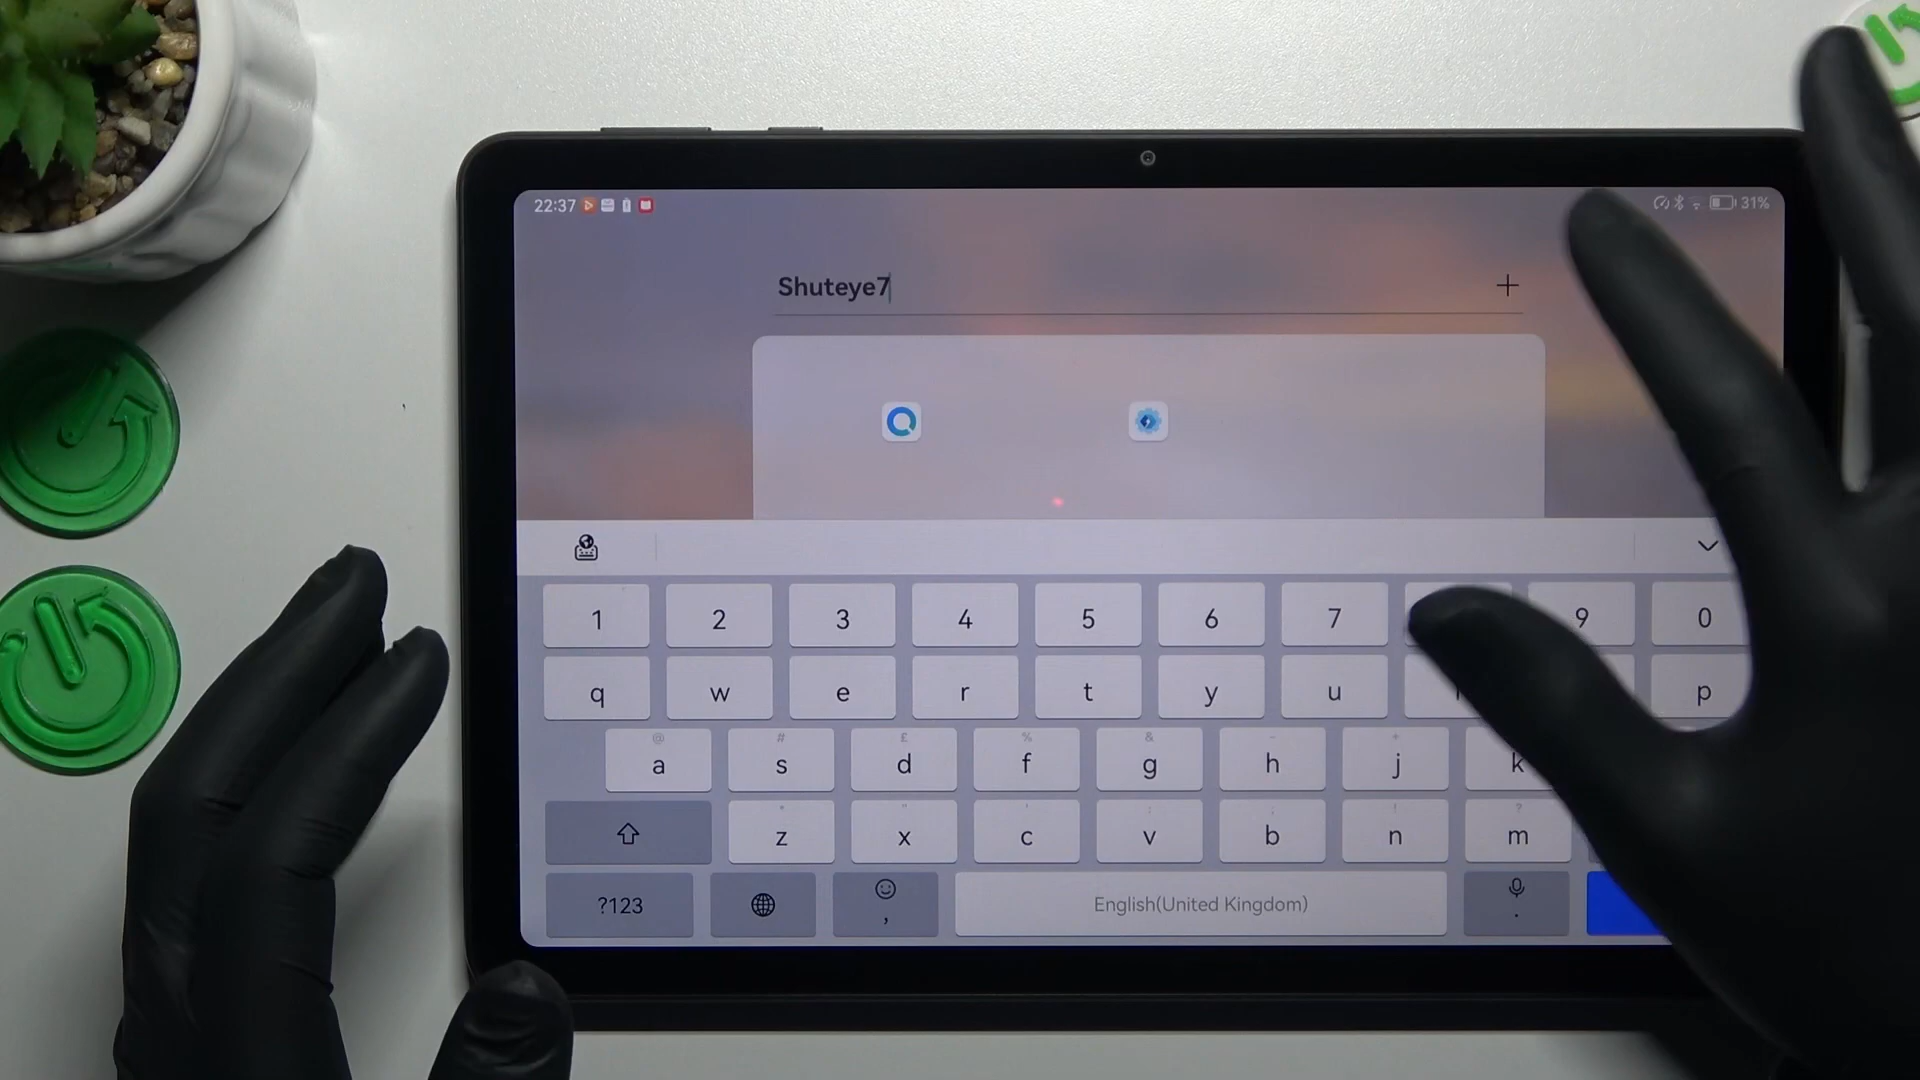 22:37
31%
Shuteye7
1 2 3 4 5 6 7 9 0
q w e r t y u p
@ # £ % & - +
a s d f g h j k
* " ' : ; ! ?
z x c v b n m
?123 , English(United Kingdom) .